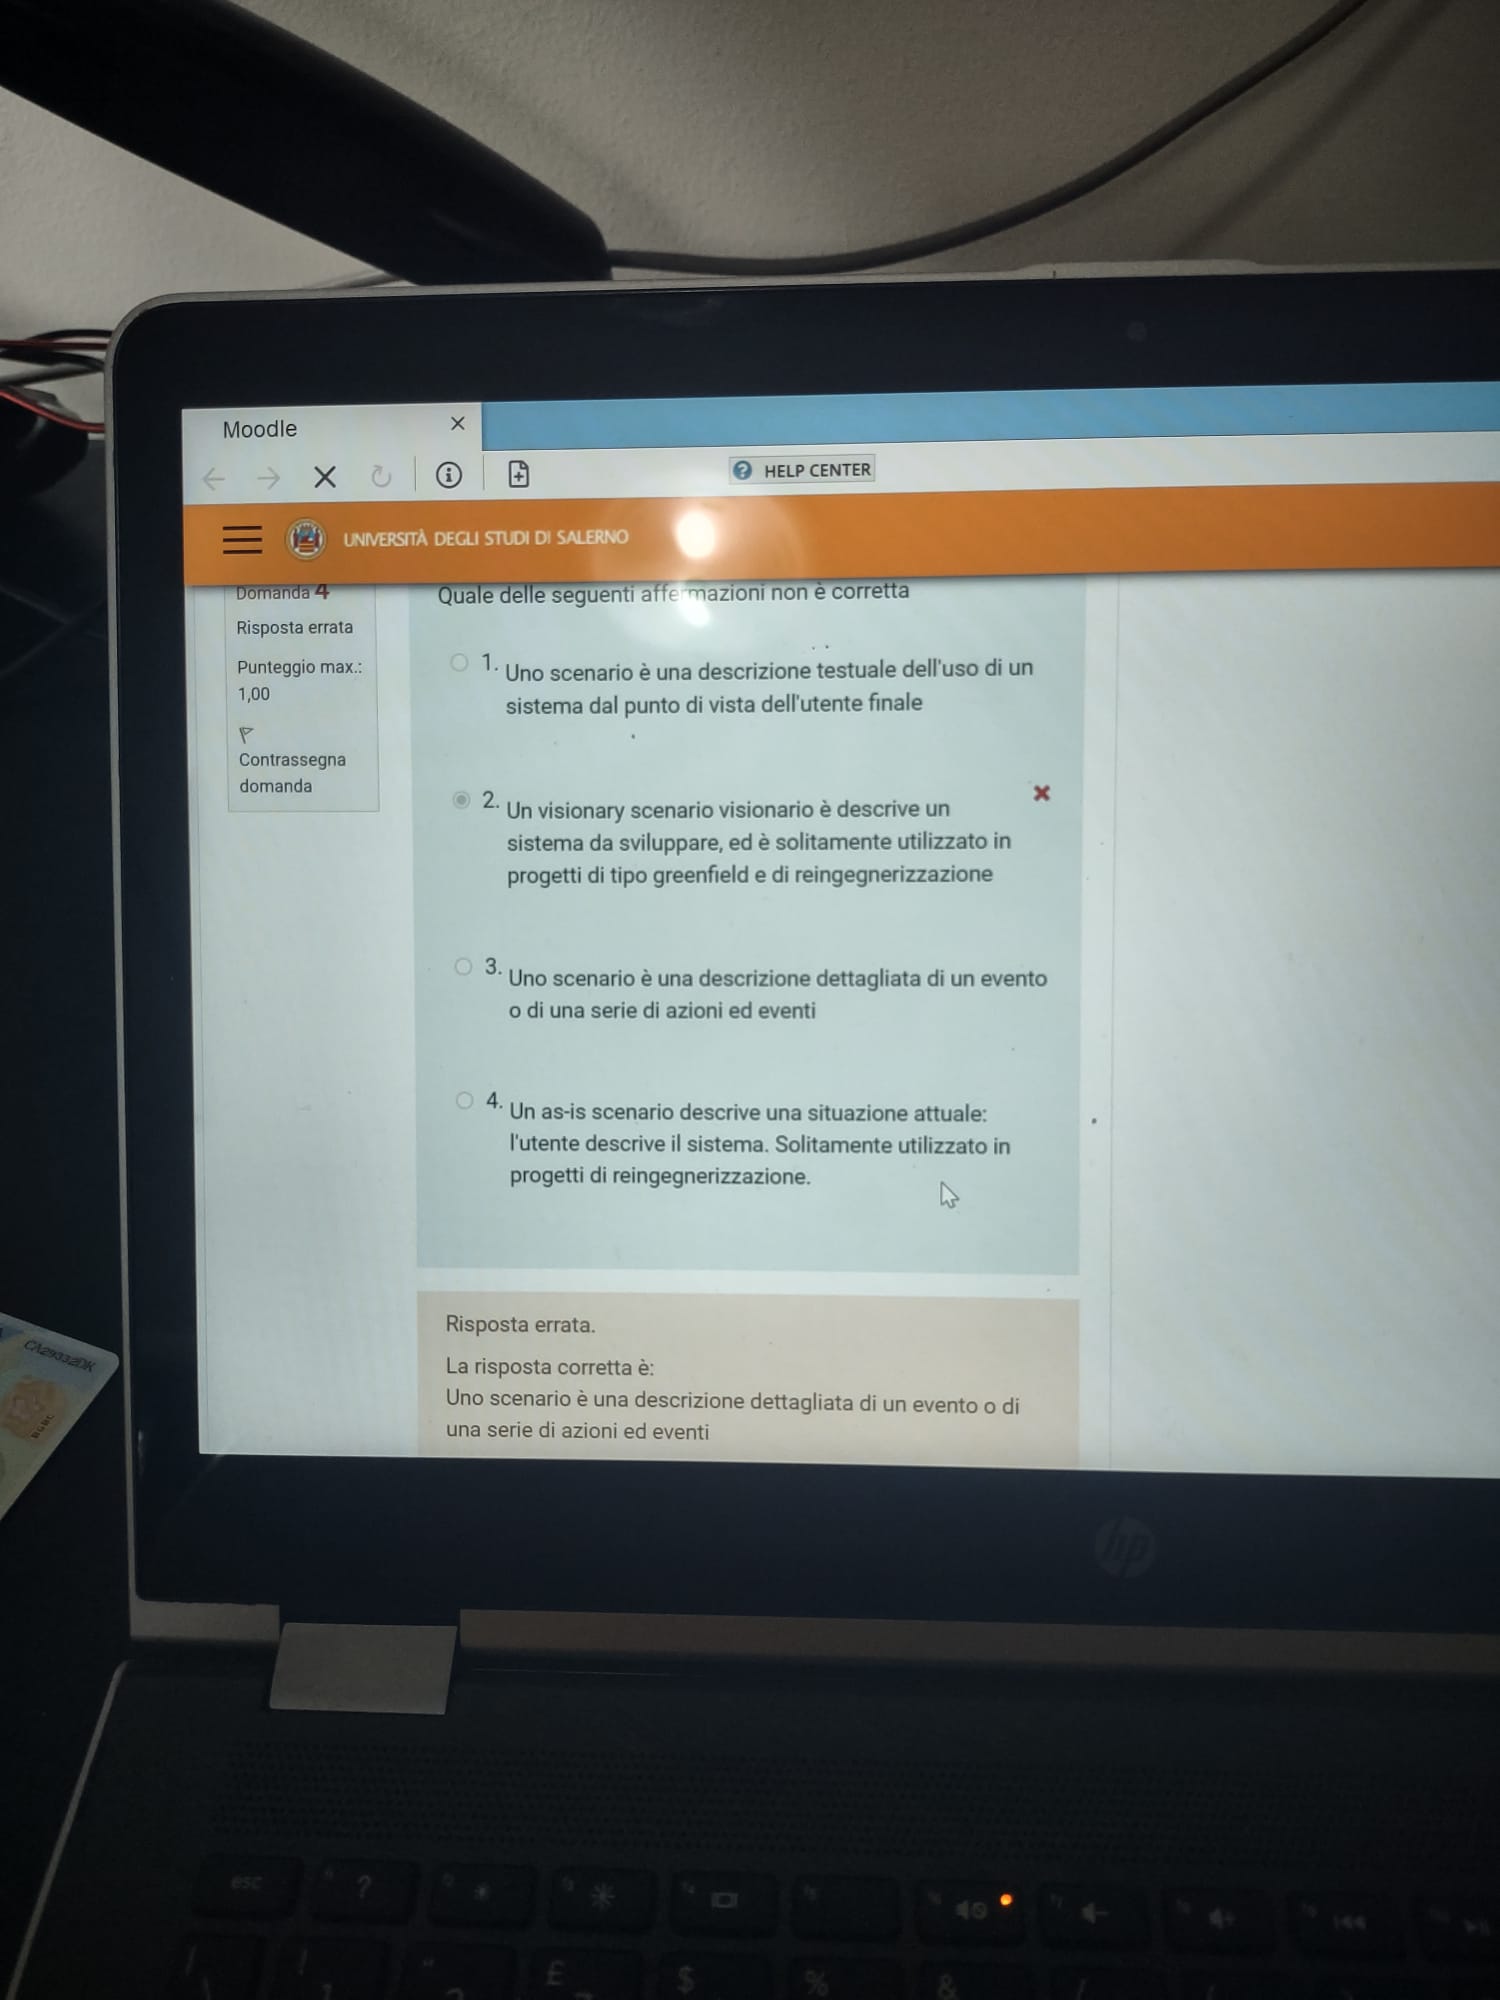 Moodle
HELP CENTER
UNIVERSITÀ DEGLI STUDI DI SALERNO
Domanda 4
Risposta errata
Punteggio max.:
1,00
Contrassegna
domanda
Quale delle seguenti affermazioni non è corretta
1. Uno scenario è una descrizione testuale dell'uso di un
sistema dal punto di vista dell'utente finale
2. Un visionary scenario visionario è descrive un
sistema da sviluppare, ed è solitamente utilizzato in
progetti di tipo greenfield e di reingegnerizzazione
3. Uno scenario è una descrizione dettagliata di un evento
o di una serie di azioni ed eventi
4. Un as-is scenario descrive una situazione attuale:
l'utente descrive il sistema. Solitamente utilizzato in
progetti di reingegnerizzazione.
Risposta errata.
La risposta corretta è:
Uno scenario è una descrizione dettagliata di un evento o di
una serie di azioni ed eventi
CA29332DK
hp
esc
?
£ $ % &